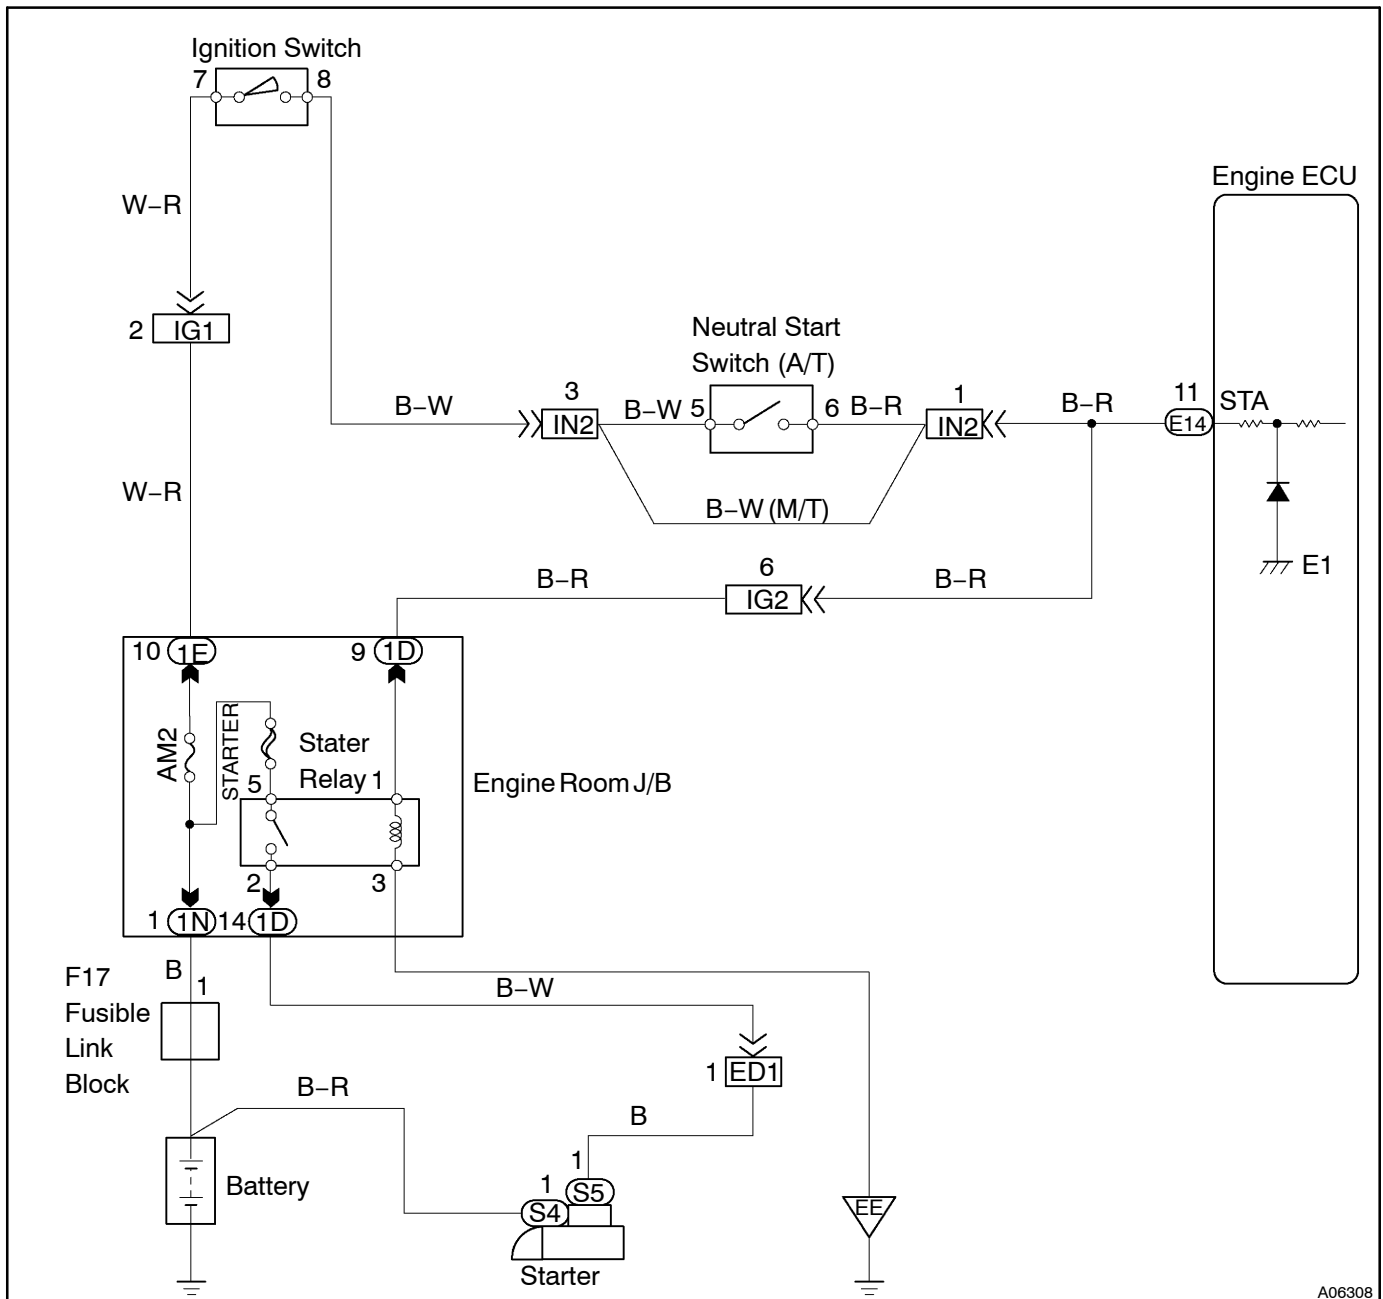 Ignition Switch
7
8
W–R
Engine ECU
2
IG1
Neutral Start
Switch (A/T)
B–W
3
IN2
B–W
5
6
B–R
1
IN2
B–R
11
E14
STA
W–R
B–W (M/T)
E1
B–R
6
IG2
B–R
10
1E
9
1D
AM2
STARTER
Stater
Relay
5
1
Engine Room J/B
2
3
1
1N
14
1D
B
1
F17
Fusible
Link
Block
B–W
1
ED1
B–R
B
Battery
1
S4
1
S5
EE
Starter
A06308